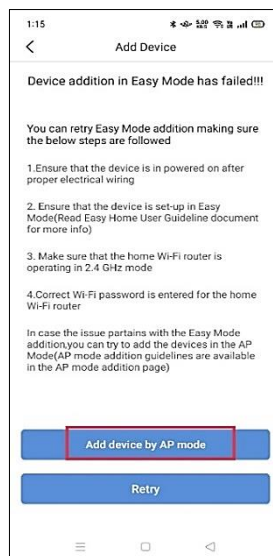 1:15
Add Device
Device addition in Easy Mode has failed!!!
You can retry Easy Mode addition making sure
the below steps are followed
1.Ensure that the device is in powered on after
proper electrical wiring
2. Ensure that the device is set-up in Easy
Mode(Read Easy Home User Guideline document
for more info)
3. Make sure that the home Wi-Fi router is
operating in 2.4 GHz mode
4.Correct Wi-Fi password is entered for the home
Wi-Fi router
In case the issue partains with the Easy Mode
addition,you can try to add the devices in the AP
Mode(AP mode addition guidelines are available
in the AP mode addition page)
Add device by AP mode
Retry